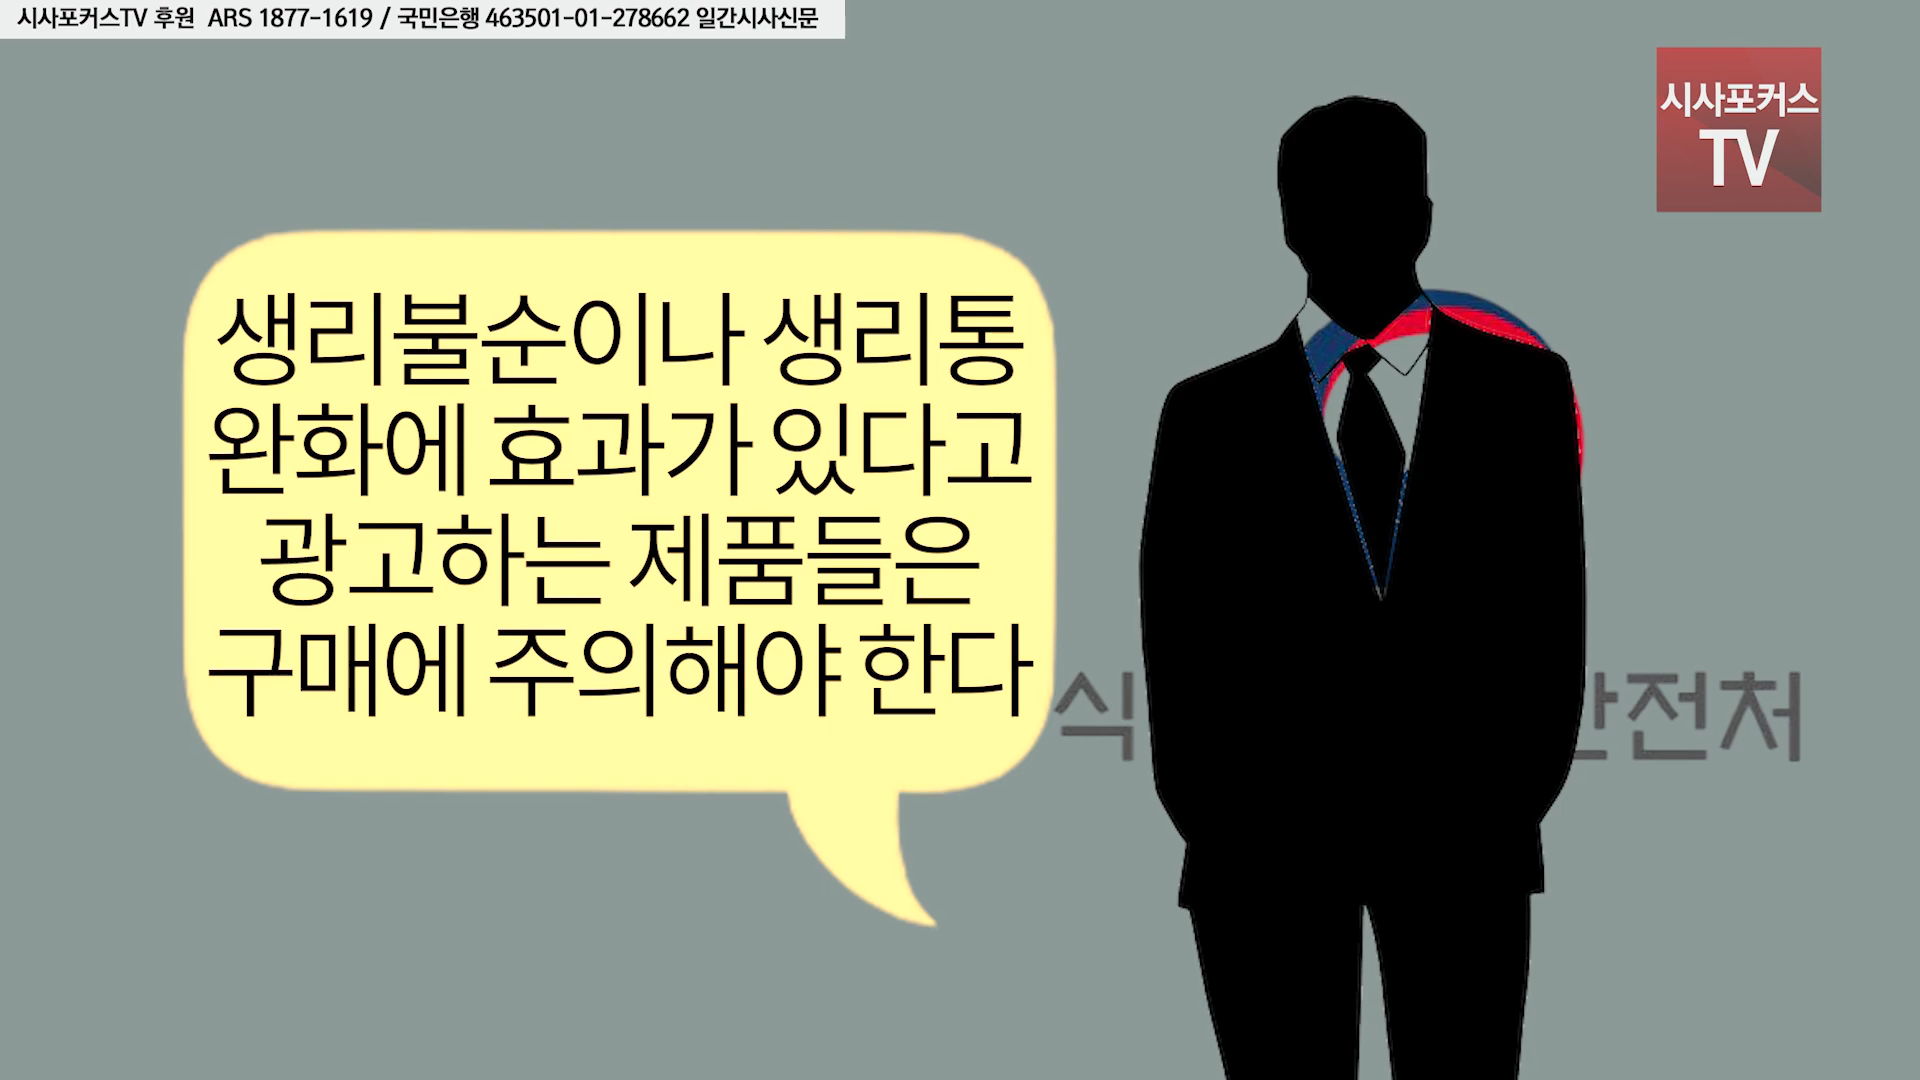 시사포커스TV 후원 ARS 1877-1619 / 국민은행 463501-01-278662 일간시사신문
시사포커스
TV
생리불순이나 생리통
완화에 효과가 있다고
광고하는 제품들은
구매에 주의해야 한다
식 안전처